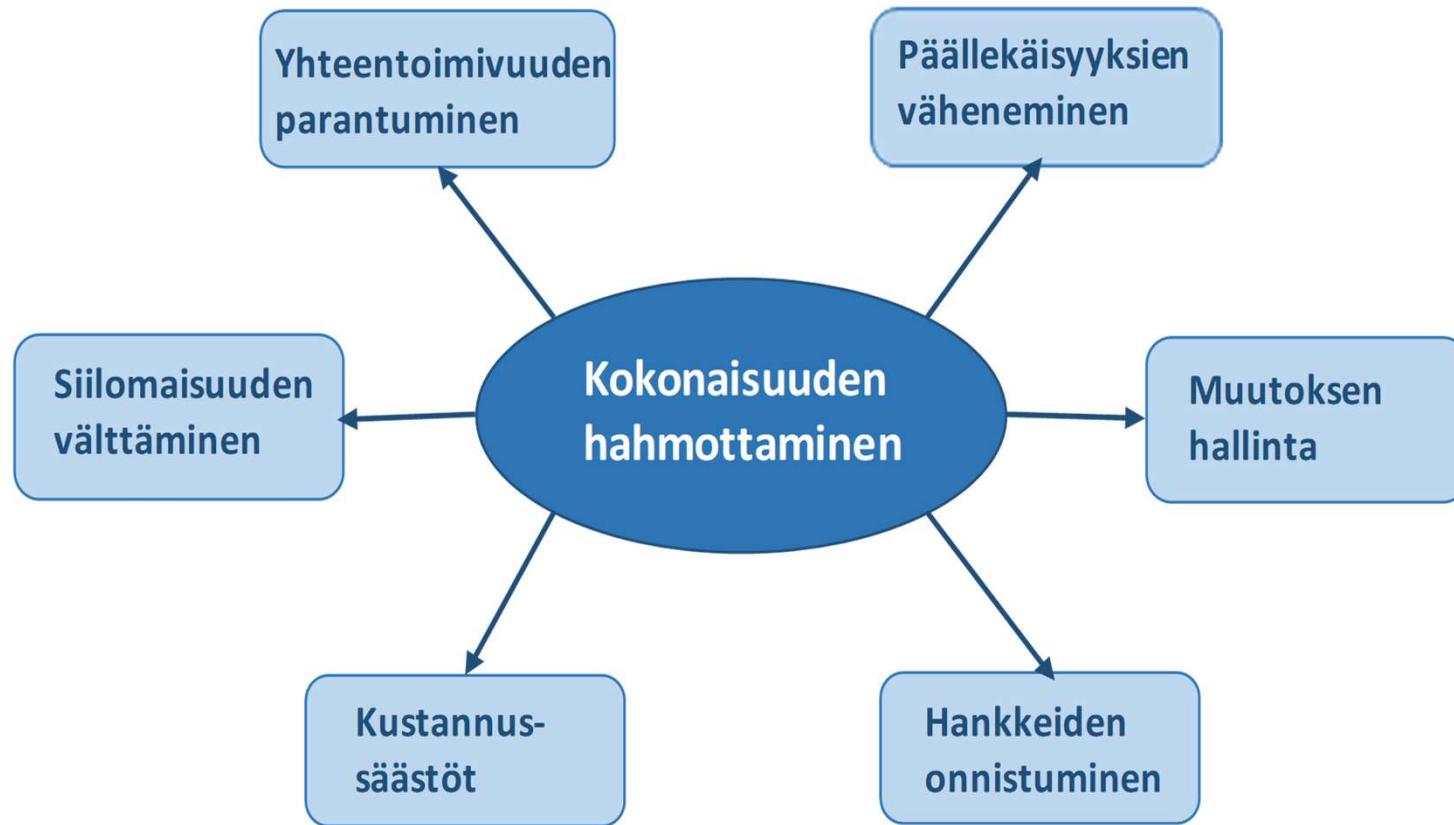 Yhteentoimivuuden
parantuminen
Päällekäisyyksien
väheneminen
Siilomaisuuden
välttäminen
Kokonaisuuden
hahmottaminen
Muutoksen
hallinta
Kustannus-
säästöt
Hankkeiden
onnistuminen